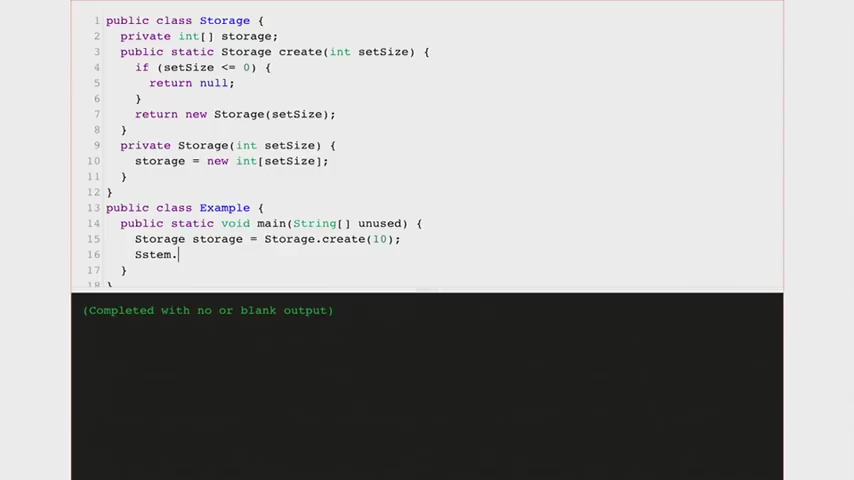 1 public class Storage {
2 private int[] storage;
3 public static Storage create(int setSize) {
4 if (setSize <= 0) {
5 return null;
6 }
7 return new Storage(setSize);
8 }
9 private Storage(int setSize) {
10 storage = new int[setSize];
11 }
12 }
13 public class Example {
14 public static void main(String[] unused) {
15 Storage storage = Storage.create(10);
16 Sstem.
17 }
18 }
(Completed with no or blank output)